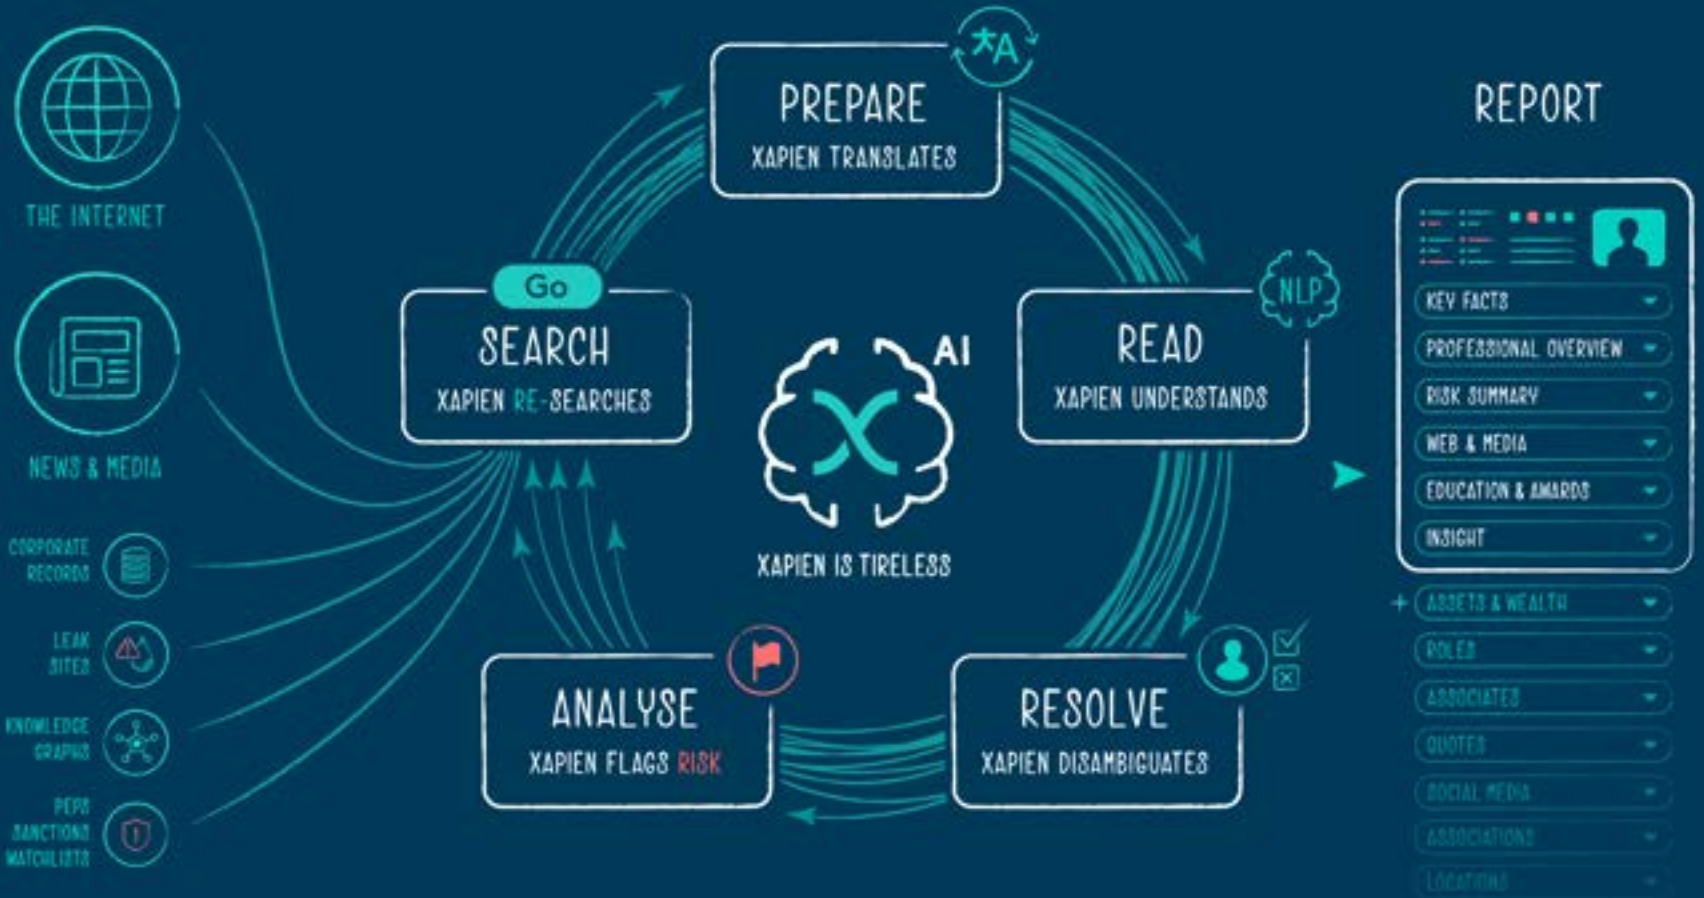 THE INTERNET
NEWS & MEDIA
CORPORATE
RECORDS
LEAK
SITES
KNOWLEDGE
GRAPHS
PEPS
SANCTIONS
WATCHLISTS
Go
SEARCH
XAPIEN RE-SEARCHES
文A
PREPARE
XAPIEN TRANSLATES
NLP
READ
XAPIEN UNDERSTANDS
RESOLVE
XAPIEN DISAMBIGUATES
ANALYSE
XAPIEN FLAGS RISK
AI
XAPIEN IS TIRELESS
REPORT
KEY FACTS
PROFESSIONAL OVERVIEW
RISK SUMMARY
WEB & MEDIA
EDUCATION & AWARDS
INSIGHT
+ ASSETS & WEALTH
ROLES
ASSOCIATES
QUOTES
SOCIAL MEDIA
ASSOCIATIONS
LOCATIONS